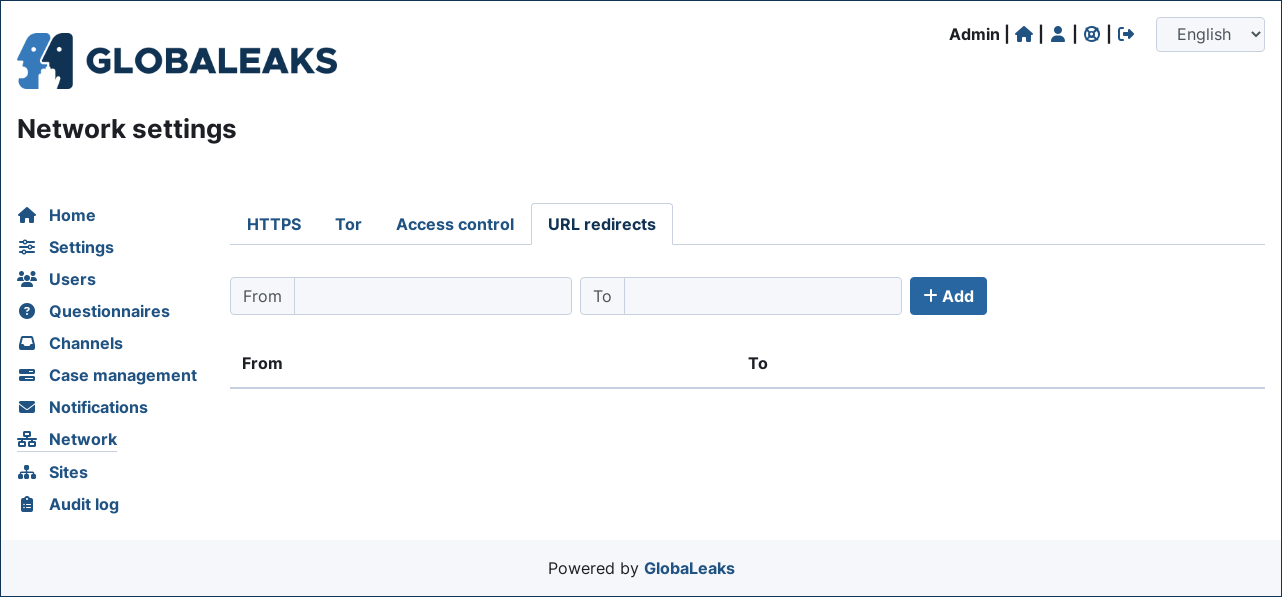 Admin | | | |
English
GLOBALEAKS
Network settings
Home
Settings
Users
Questionnaires
Channels
Case management
Notifications
Network
Sites
Audit log
HTTPS Tor Access control URL redirects
From To + Add
From To
Powered by GlobaLeaks